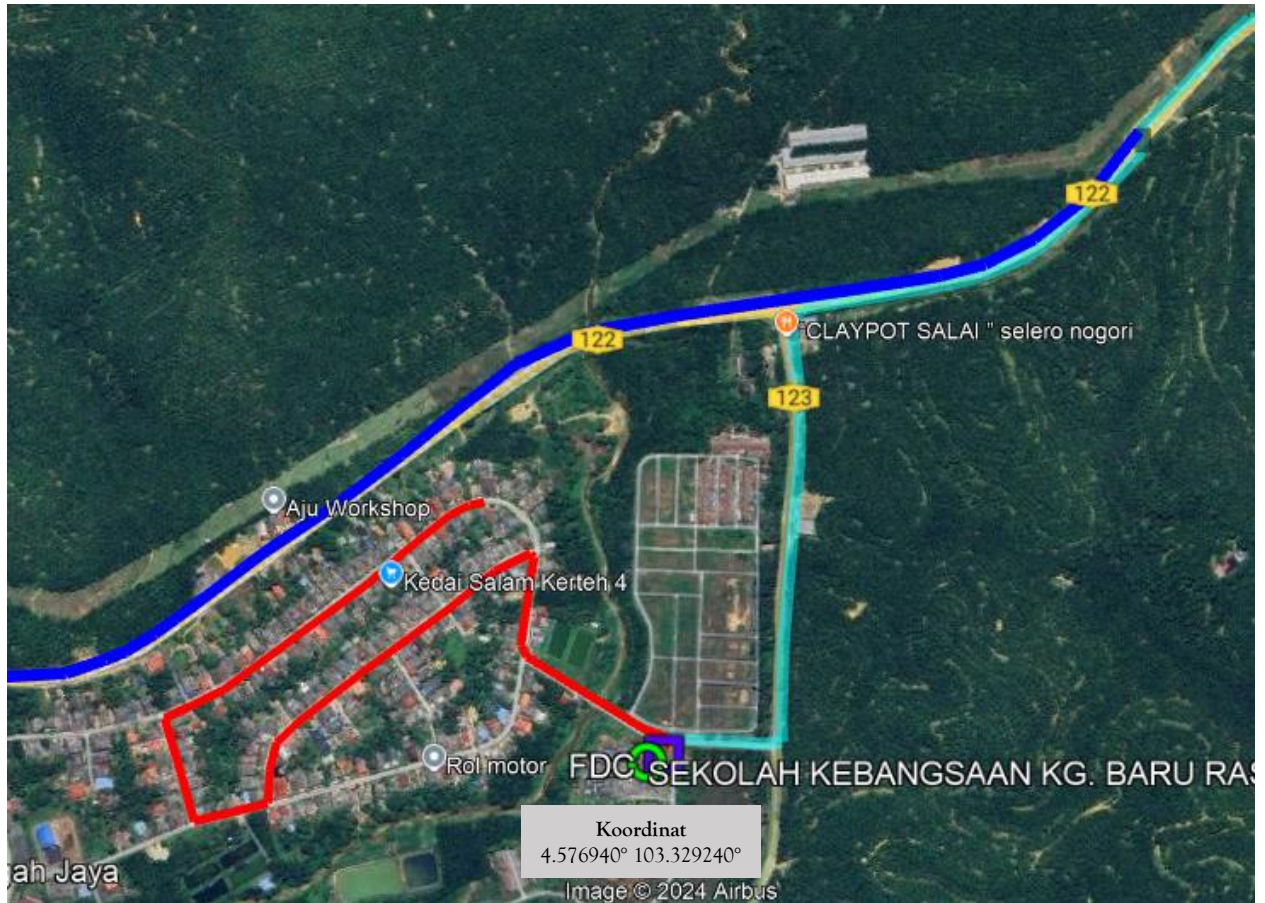 122
"CLAYPOT SALAI " selero nogori
122
123
Aju Workshop
Kedai Salam Kerteh 4
Rol motor
FDC
SEKOLAH KEBANGSAAN KG. BARU RAS
Koordinat
4.576940° 103.329240°
gah Jaya
Image © 2024 Airbus